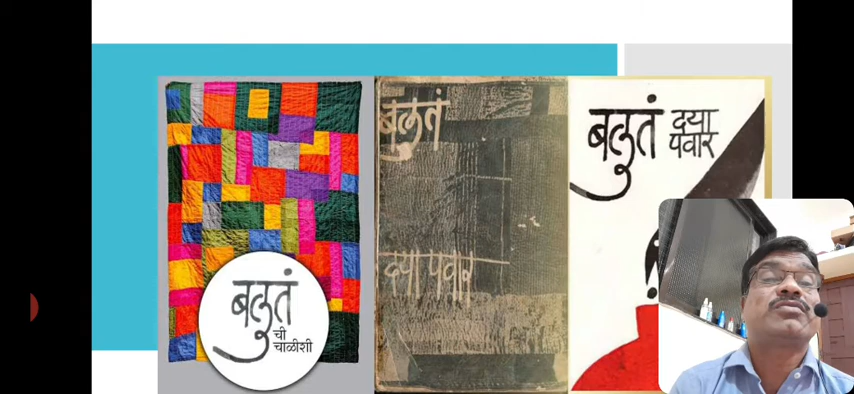 बलुतं
ची
चाळीशी
बलुतं
दया पवार
बलुतं
दया
पवार